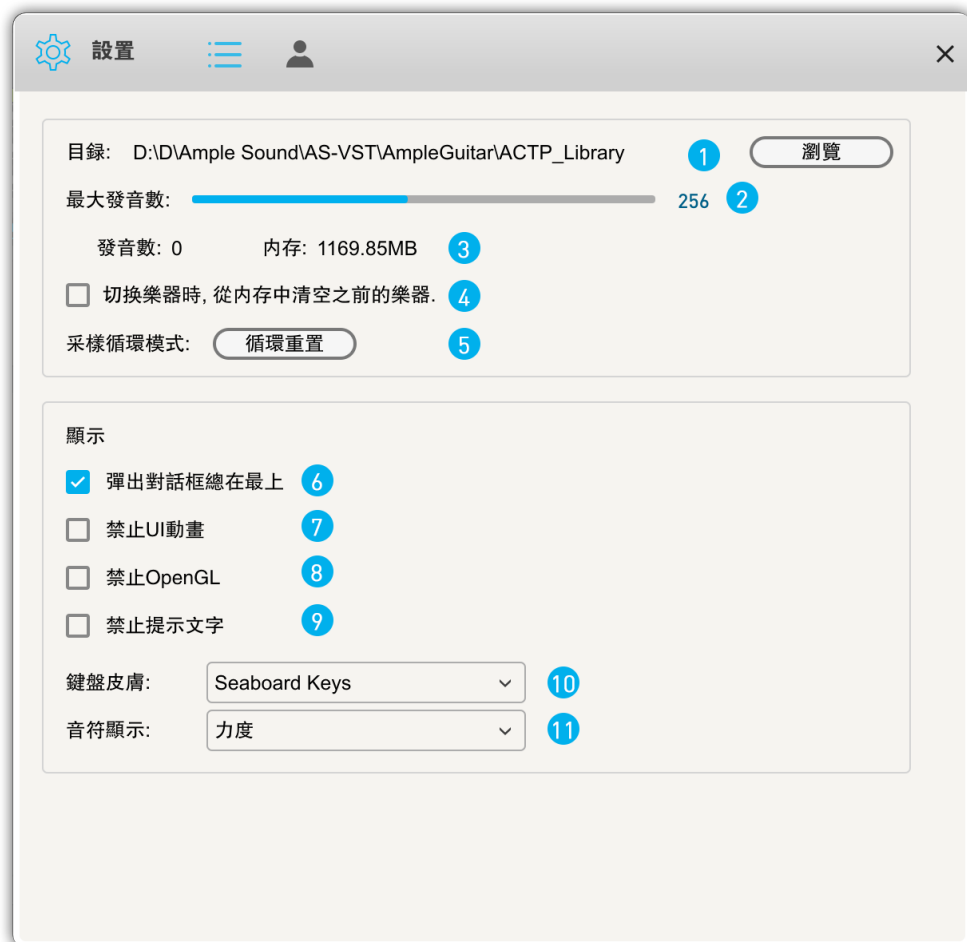 設置
目録: D:\D\Ample Sound\AS-VST\AmpleGuitar\ACTP_Library 1 瀏覽
最大發音數: 256 2
發音數: 0 内存: 1169.85MB 3
切换樂器時, 從内存中清空之前的樂器. 4
采樣循環模式: 循環重置 5
顯示
彈出對話框總在最上 6
禁止UI動畫 7
禁止OpenGL 8
禁止提示文字 9
鍵盤皮膚: Seaboard Keys 10
音符顯示: 力度 11